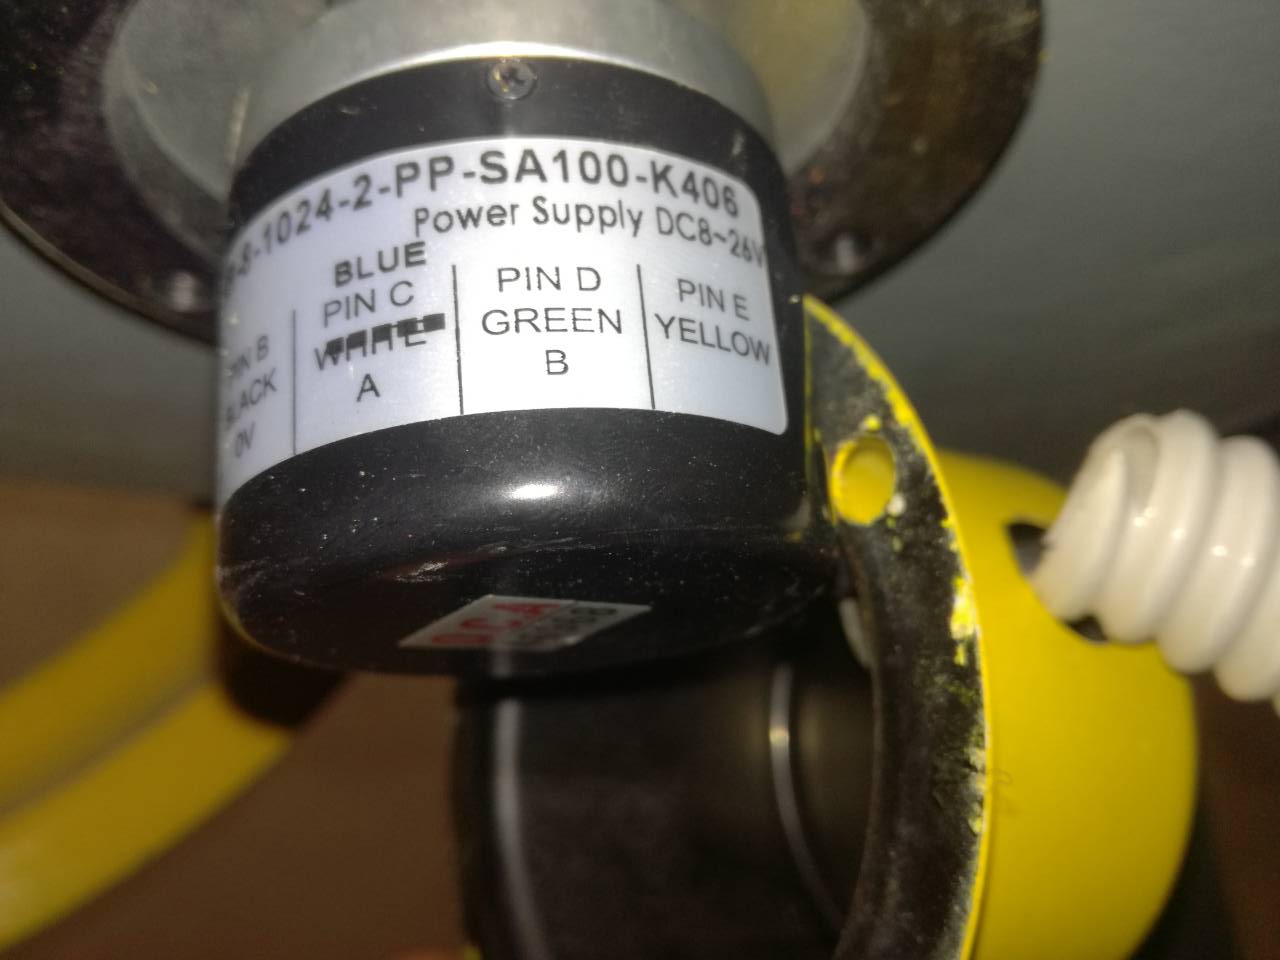 -8-1024-2-PP-SA100-K406
Power Supply DC8~26V
PIN B
BLACK
0V
BLUE
PIN C
WHITE
A
PIN D
GREEN
B
PIN E
YELLOW
Q.C.A